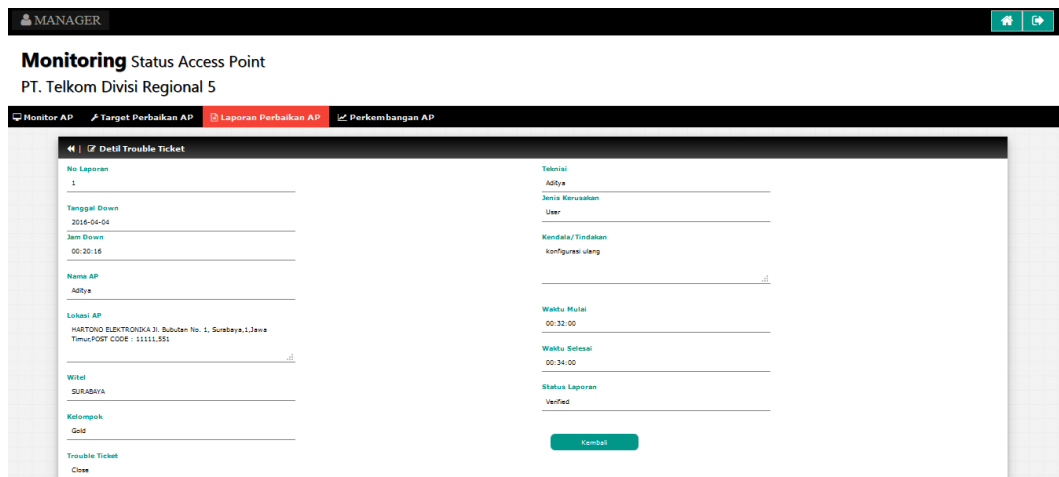 MANAGER
Monitoring Status Access Point
PT. Telkom Divisi Regional 5
Monitor AP Target Perbaikan AP Laporan Perbaikan AP Perkembangan AP
| Detil Trouble Ticket
No Laporan
1
Tanggal Down
2016-04-04
Jam Down
00:20:16
Nama AP
Aditya
Lokasi AP
HARTONO ELEKTRONIKA Jl. Bubutan No. 1, Surabaya,1,Jawa
Timur,POST CODE : 11111,551
Witel
SURABAYA
Kelompok
Gold
Trouble Ticket
Close
Teknisi
Aditya
Jenis Kerusakan
User
Kendala/Tindakan
konfigurasi ulang
Waktu Mulai
00:32:00
Waktu Selesai
00:34:00
Status Laporan
Verified
Kembali